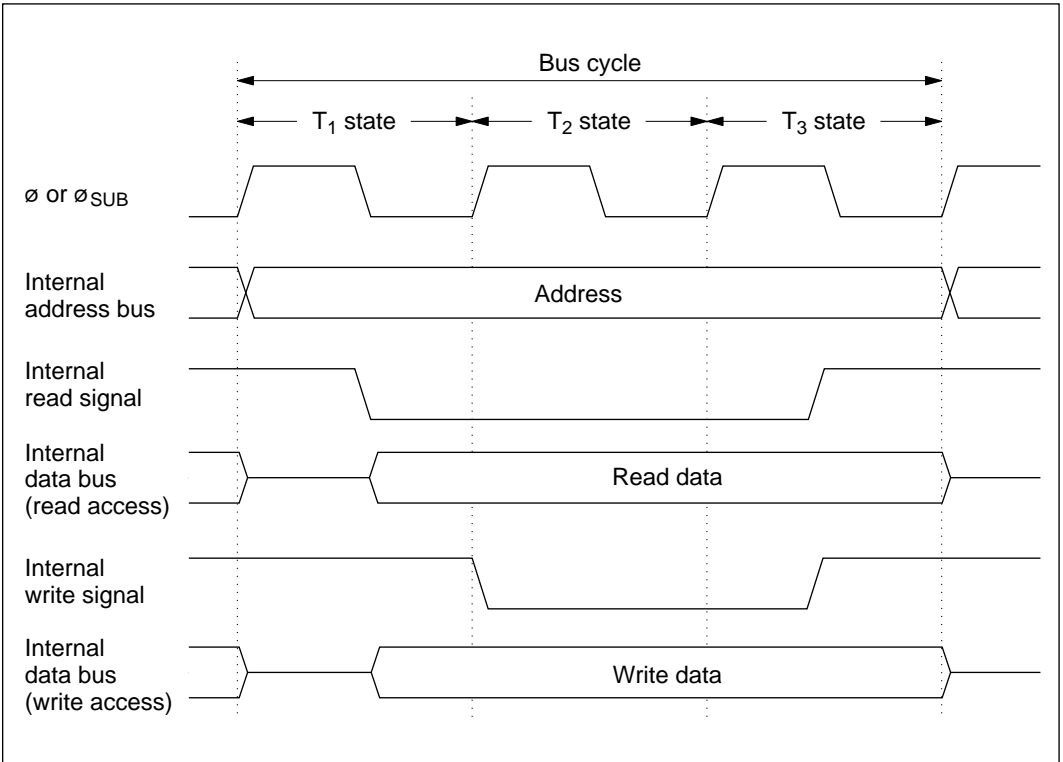 Bus cycle
T1 state
T2 state
T3 state
ø or øSUB
Internal
address bus
Address
Internal
read signal
Internal
data bus
(read access)
Read data
Internal
write signal
Internal
data bus
(write access)
Write data